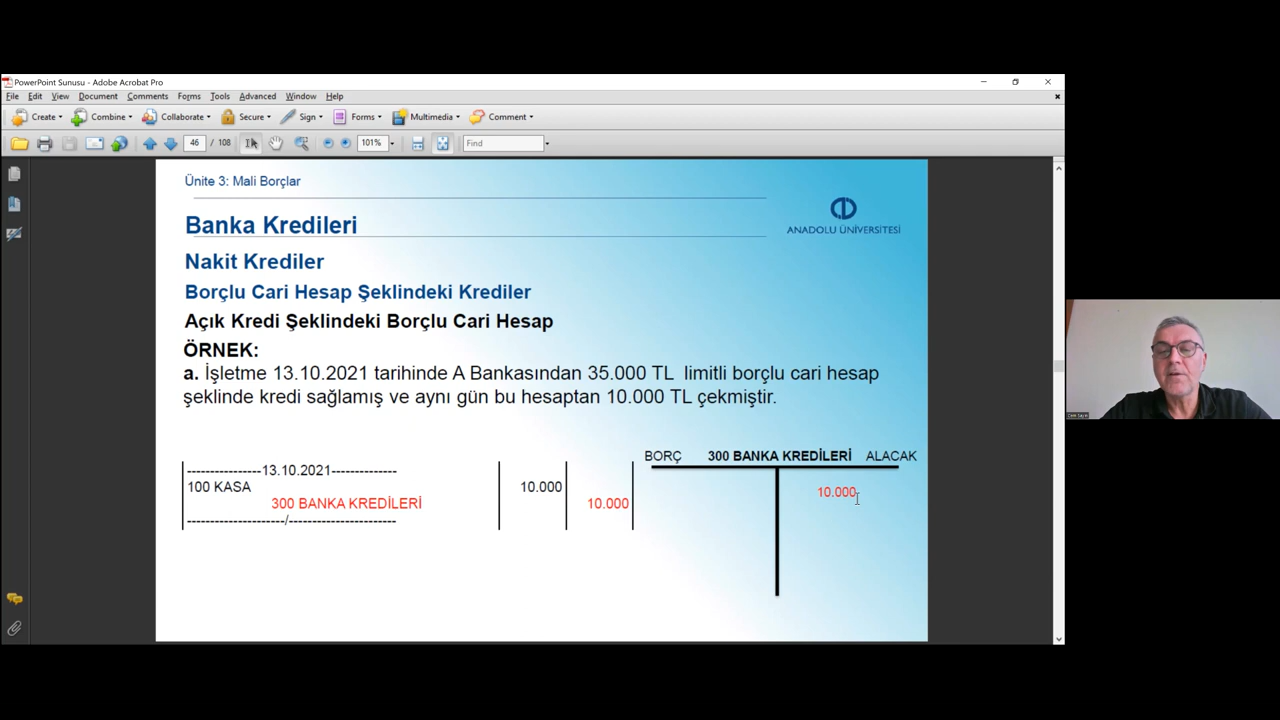 PowerPoint Sunusu - Adobe Acrobat Pro
File Edit View Document Comments Forms Tools Advanced Window Help
Create Combine Collaborate Secure Sign Forms Multimedia Comment
46 / 108 101% Find
Ünite 3: Mali Borçlar
ANADOLU ÜNİVERSİTESİ
Banka Kredileri
Nakit Krediler
Borçlu Cari Hesap Şeklindeki Krediler
Açık Kredi Şeklindeki Borçlu Cari Hesap
ÖRNEK:
a. İşletme 13.10.2021 tarihinde A Bankasından 35.000 TL limitli borçlu cari hesap
şeklinde kredi sağlamış ve aynı gün bu hesaptan 10.000 TL çekmiştir.
---------------13.10.2021-------------
100 KASA 10.000
300 BANKA KREDİLERİ 10.000
--------------------/----------------------
BORÇ 300 BANKA KREDİLERİ ALACAK
10.000